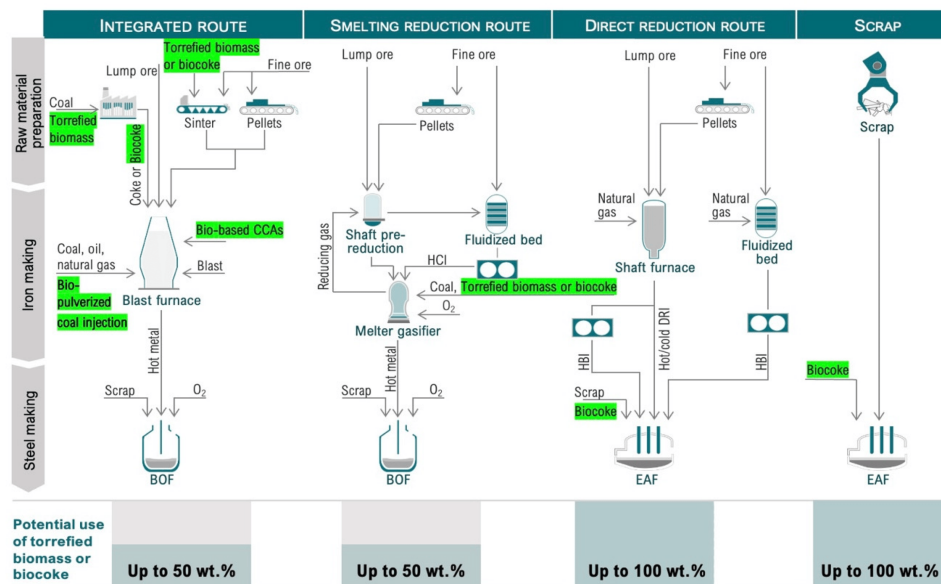 INTEGRATED ROUTE
SMELTING REDUCTION ROUTE
DIRECT REDUCTION ROUTE
SCRAP
Raw material
preparation
Iron making
Steel making
Torrefied biomass
or biocoke
Lump ore
Fine ore
Coal
Torrefied
biomass
Sinter
Pellets
Coke or Biocoke
Bio-based CCAs
Coal, oil,
natural gas
Blast
Bio-
pulverized
coal injection
Blast furnace
Hot metal
Scrap
O₂
BOF
Lump ore
Fine ore
Pellets
Reducing gas
Shaft pre-
reduction
Fluidized bed
HCI
Coal, Torrefied biomass or biocoke
O₂
Melter gasifier
Hot metal
Scrap
O₂
BOF
Lump ore
Fine ore
Pellets
Natural
gas
Natural
gas
Shaft furnace
Fluidized
bed
HBI
Hot/cold DRI
HBI
Scrap
Biocoke
EAF
Scrap
Biocoke
EAF
Potential use
of torrefied
biomass or
biocoke
Up to 50 wt.%
Up to 50 wt.%
Up to 100 wt.%
Up to 100 wt.%